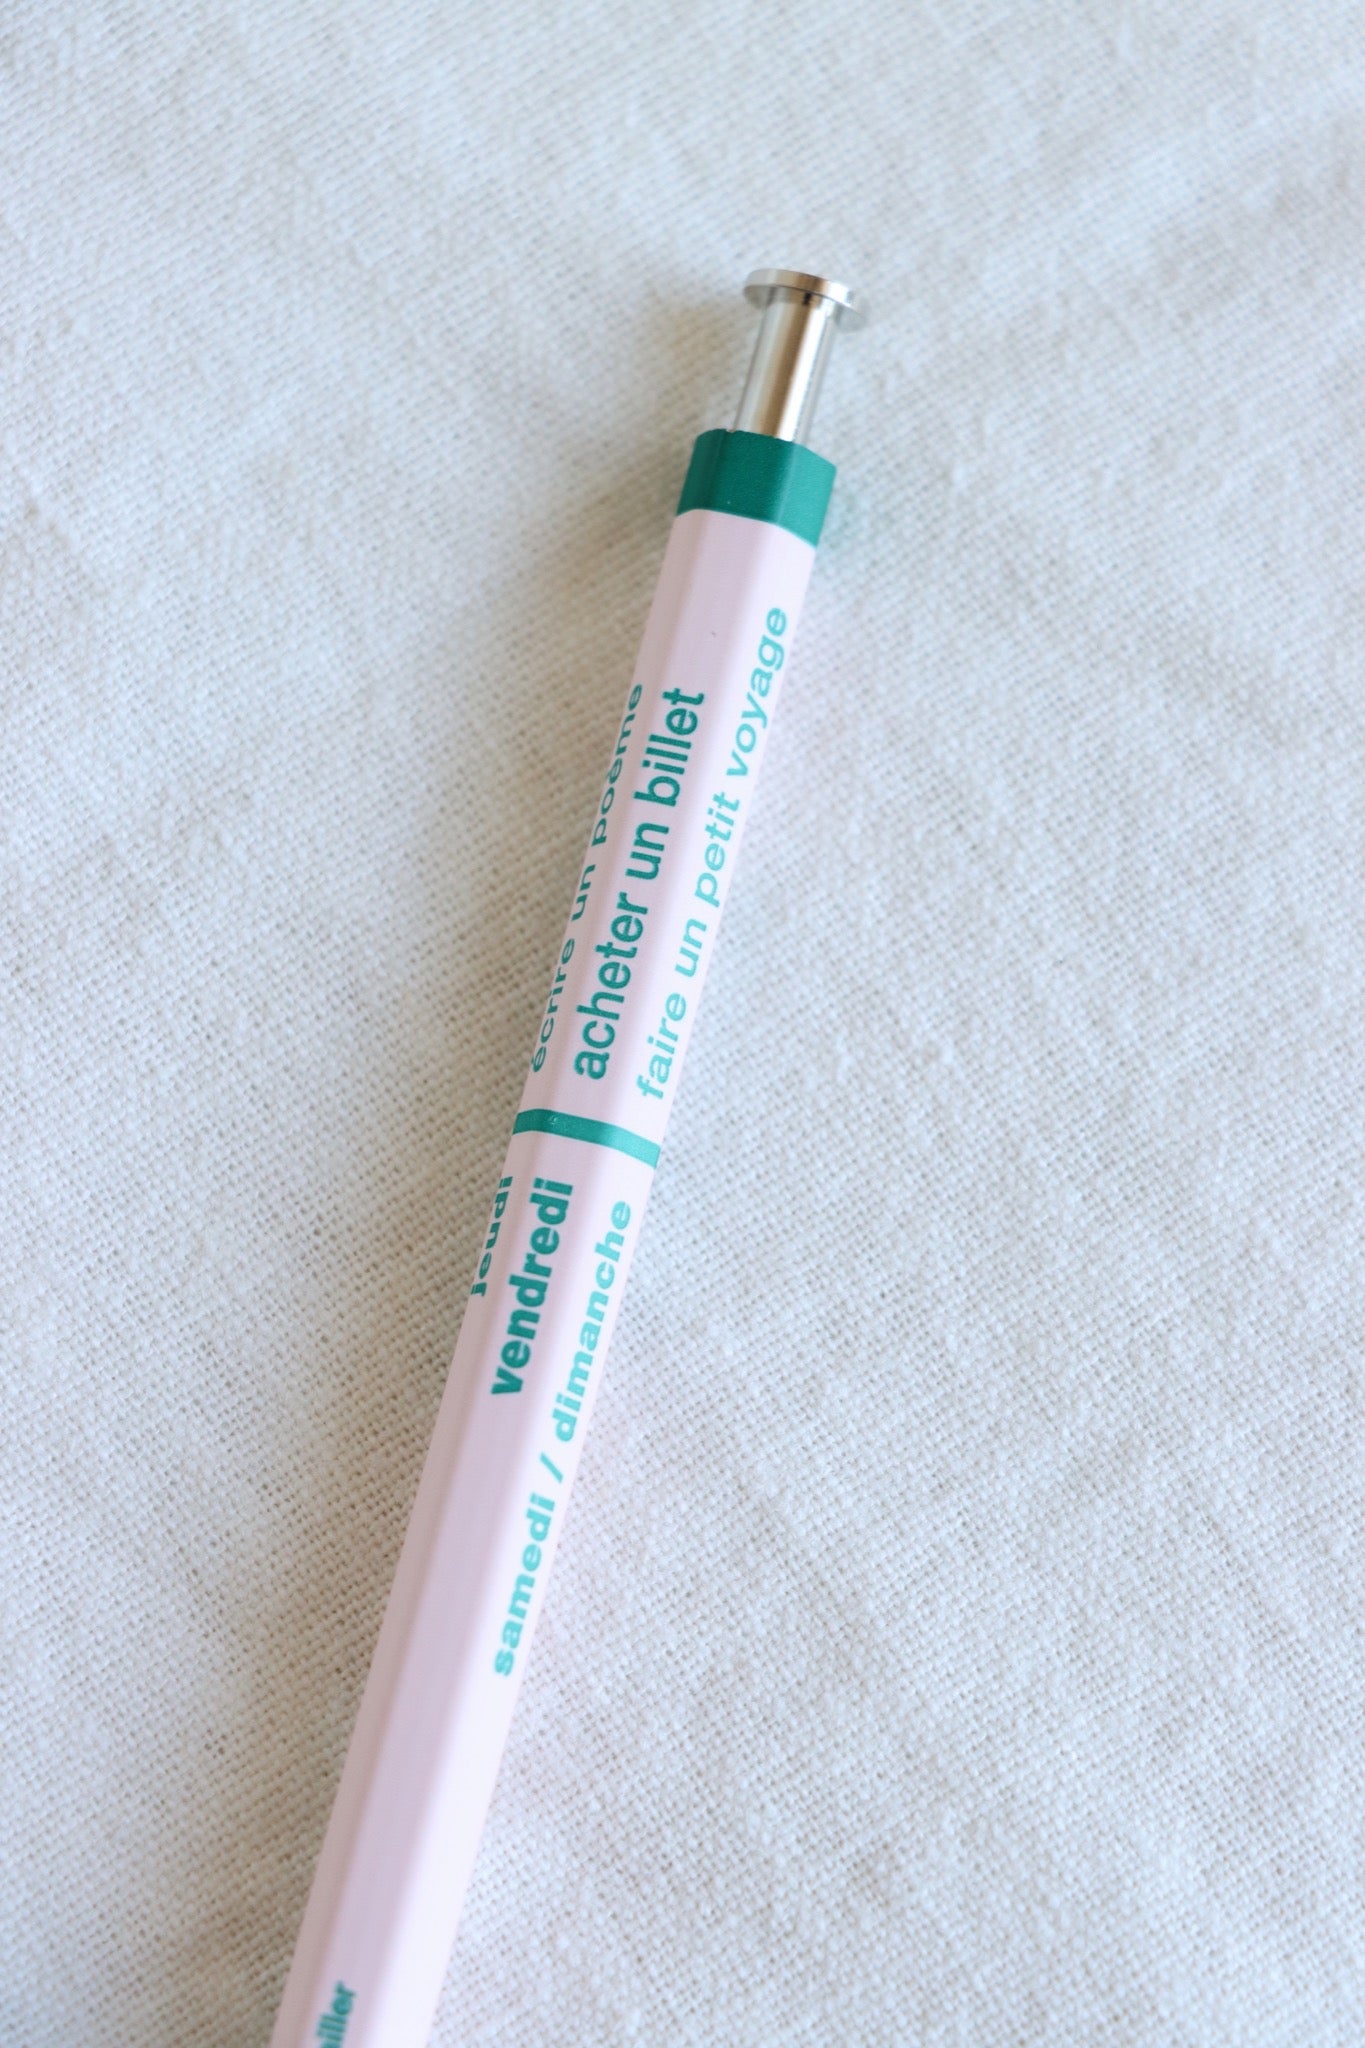 jeudi
écrire un poème
vendredi
acheter un billet
samedi / dimanche
faire un petit voyage